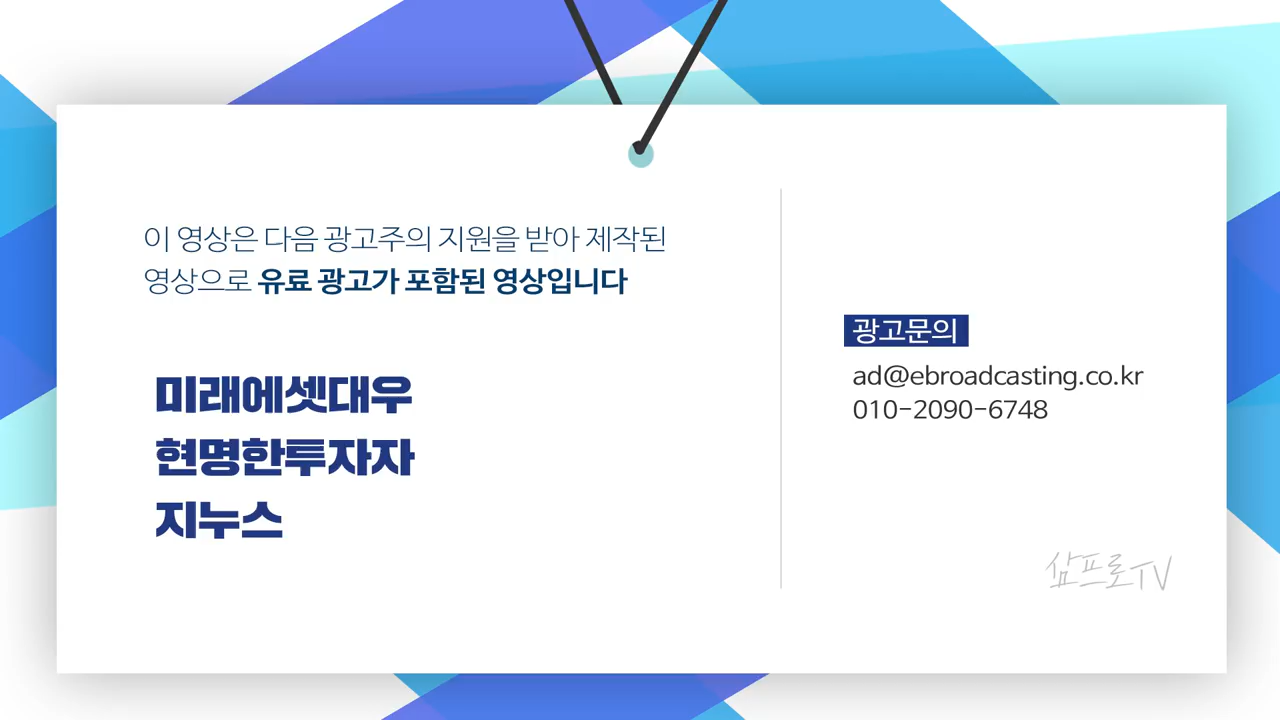 이 영상은 다음 광고주의 지원을 받아 제작된
영상으로 유료 광고가 포함된 영상입니다
미래에셋대우
현명한투자자
지누스
광고문의
ad@ebroadcasting.co.kr
010-2090-6748
삼프로TV